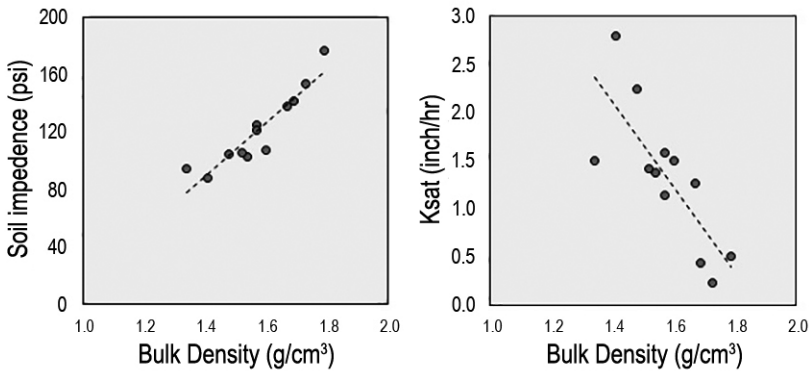 Soil impedence (psi)
200
160
120
80
40
0
1.0 1.2 1.4 1.6 1.8 2.0
Bulk Density (g/cm³)
Ksat (inch/hr)
3.0
2.5
2.0
1.5
1.0
0.5
0.0
1.0 1.2 1.4 1.6 1.8 2.0
Bulk Density (g/cm³)